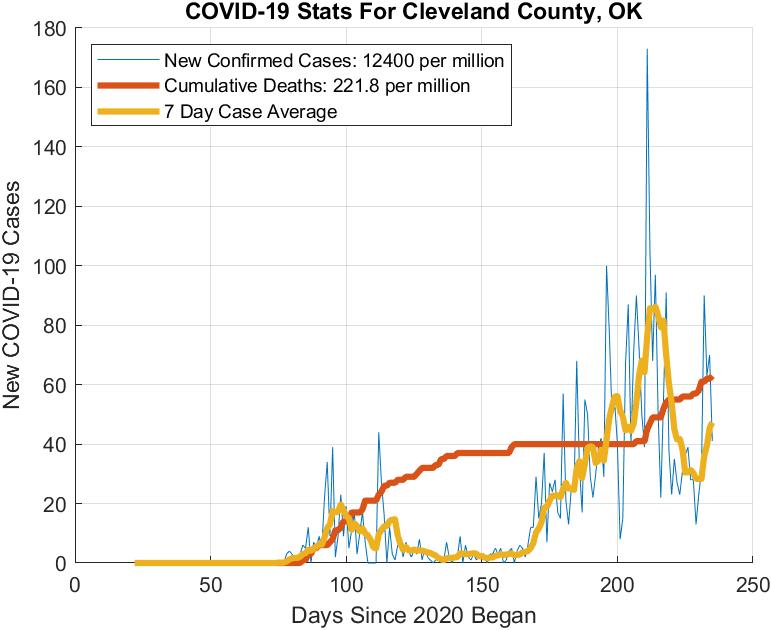 COVID-19 Stats For Cleveland County, OK
180
160
140
120
100
80
60
40
20
0
New COVID-19 Cases
New Confirmed Cases: 12400 per million
Cumulative Deaths: 221.8 per million
7 Day Case Average
0
50
100
150
200
250
Days Since 2020 Began